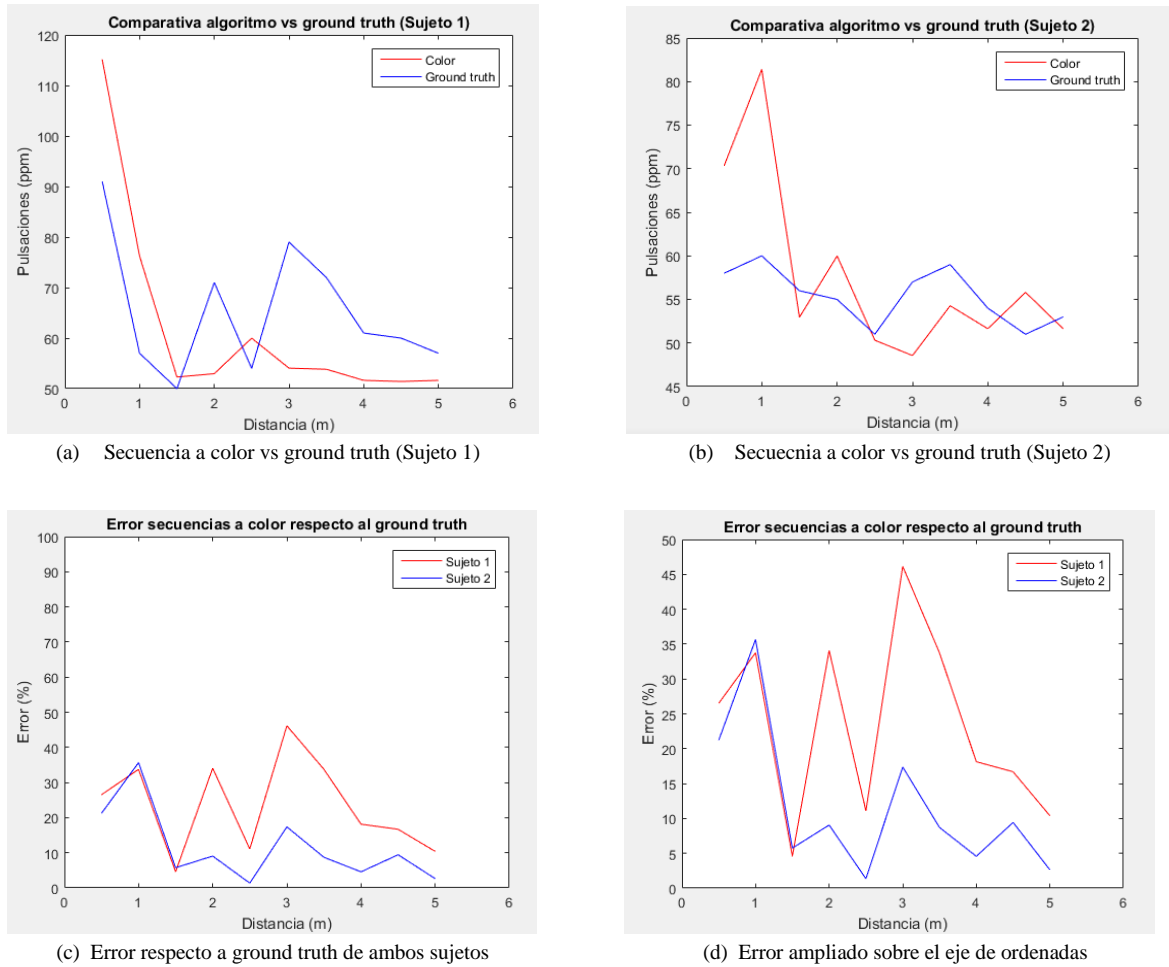 Comparativa algoritmo vs ground truth (Sujeto 1)
120
110
100
90
80
70
60
50
0
1
2
3
4
5
6
Pulsaciones (ppm)
Distancia (m)
Color
Ground truth
(a) Secuencia a color vs ground truth (Sujeto 1)
Comparativa algoritmo vs ground truth (Sujeto 2)
85
80
75
70
65
60
55
50
45
0
1
2
3
4
5
6
Pulsaciones (ppm)
Distancia (m)
Color
Ground truth
(b) Secuecnia a color vs ground truth (Sujeto 2)
Error secuencias a color respecto al ground truth
100
90
80
70
60
50
40
30
20
10
0
0
1
2
3
4
5
6
Error (%)
Distancia (m)
Sujeto 1
Sujeto 2
(c) Error respecto a ground truth de ambos sujetos
Error secuencias a color respecto al ground truth
50
45
40
35
30
25
20
15
10
5
0
0
1
2
3
4
5
6
Error (%)
Distancia (m)
Sujeto 1
Sujeto 2
(d) Error ampliado sobre el eje de ordenadas